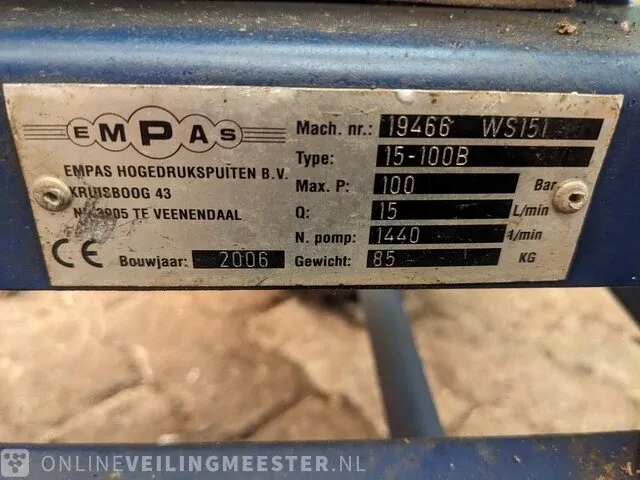 EMPAS
EMPAS HOGEDRUKSPUITEN B.V.
KRUISBOOG 43
3905 TE VEENENDAAL
CE Bouwjaar: 2006
Mach. nr.: 19466 WS151
Type: 15-100B
Max. P: 100 Bar
Q: 15 L/min
N. pomp: 1440 1/min
Gewicht: 85 KG
ONLINEVEILINGMEESTER.NL